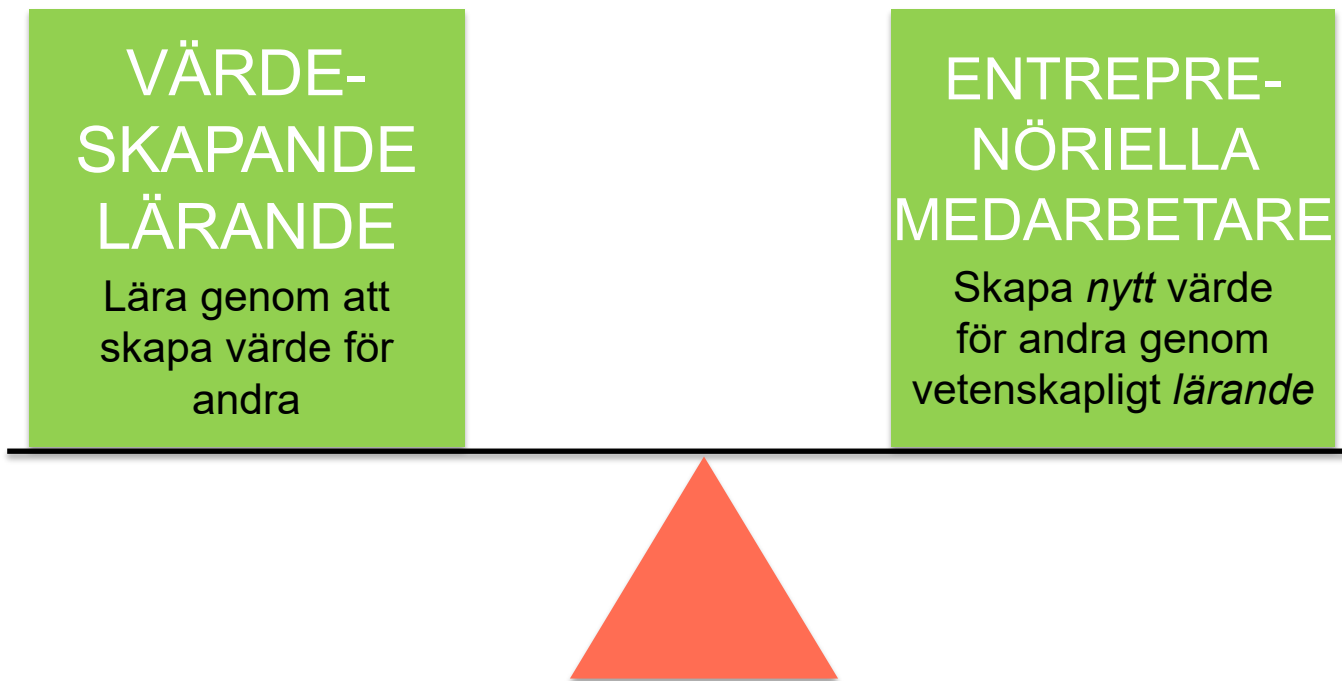 VÄRDE-
SKAPANDE
LÄRANDE
Lära genom att
skapa värde för
andra
ENTREPRE-
NÖRIELLA
MEDARBETARE
Skapa nytt värde
för andra genom
vetenskapligt lärande